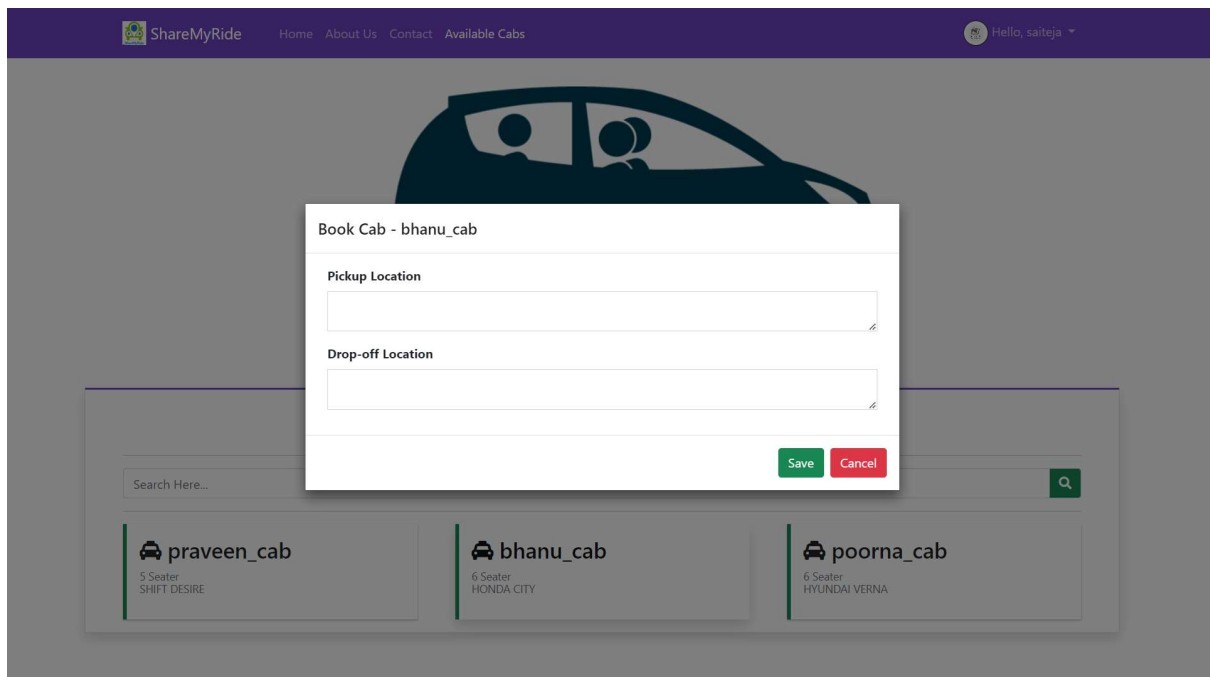 ShareMyRide Home About Us Contact Available Cabs Hello, saiteja
Book Cab - bhanu_cab
Pickup Location
Drop-off Location
Save Cancel
Search Here...
praveen_cab
5 Seater
SHIFT DESIRE
bhanu_cab
6 Seater
HONDA CITY
poorna_cab
6 Seater
HYUNDAI VERNA